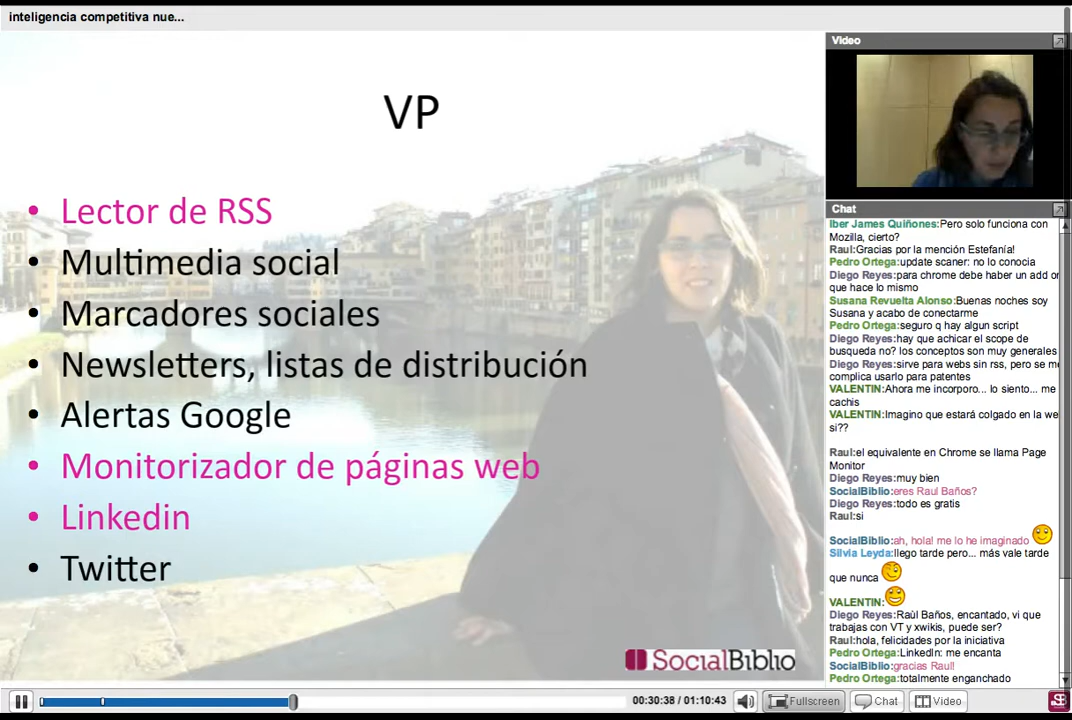 inteligencia competitiva nue...
VP
• Lector de RSS
• Multimedia social
• Marcadores sociales
• Newsletters, listas de distribución
• Alertas Google
• Monitorizador de páginas web
• Linkedin
• Twitter
SocialBiblio
Video
Chat
Iber James Quiñones:Pero solo funciona con
Mozilla, cierto?
Raul:Gracias por la mención Estefanía!
Pedro Ortega:update scaner: no lo conocia
Diego Reyes:para chrome debe haber un add on
que hace lo mismo
Susana Revuelta Alonso:Buenas noches soy
Susana y acabo de conectarme
Pedro Ortega:seguro q hay algun script
Diego Reyes:hay que achicar el scope de
busqueda no? los conceptos son muy generales
Diego Reyes:sirve para webs sin rss, pero se me
complica usarlo para patentes
VALENTIN:Ahora me incorporo... lo siento... me
cachis
VALENTIN:Imagino que estará colgado en la we
si??
Raul:el equivalente en Chrome se llama Page
Monitor
Diego Reyes:muy bien
SocialBiblio:eres Raul Baños?
Diego Reyes:todo es gratis
Raul:si
SocialBiblio:ah, hola! me lo he imaginado
Silvia Leyda:llego tarde pero... más vale tarde
que nunca
VALENTIN:
Diego Reyes:Raùl Baños, encantado, vi que
trabajas con VT y xwikis, puede ser?
Raul:hola, felicidades por la iniciativa
Pedro Ortega:LinkedIn: me encanta
SocialBiblio:gracias Raul!
Pedro Ortega:totalmente enganchado
00:30:38 / 01:10:43
Fullscreen
Chat
Video
SB